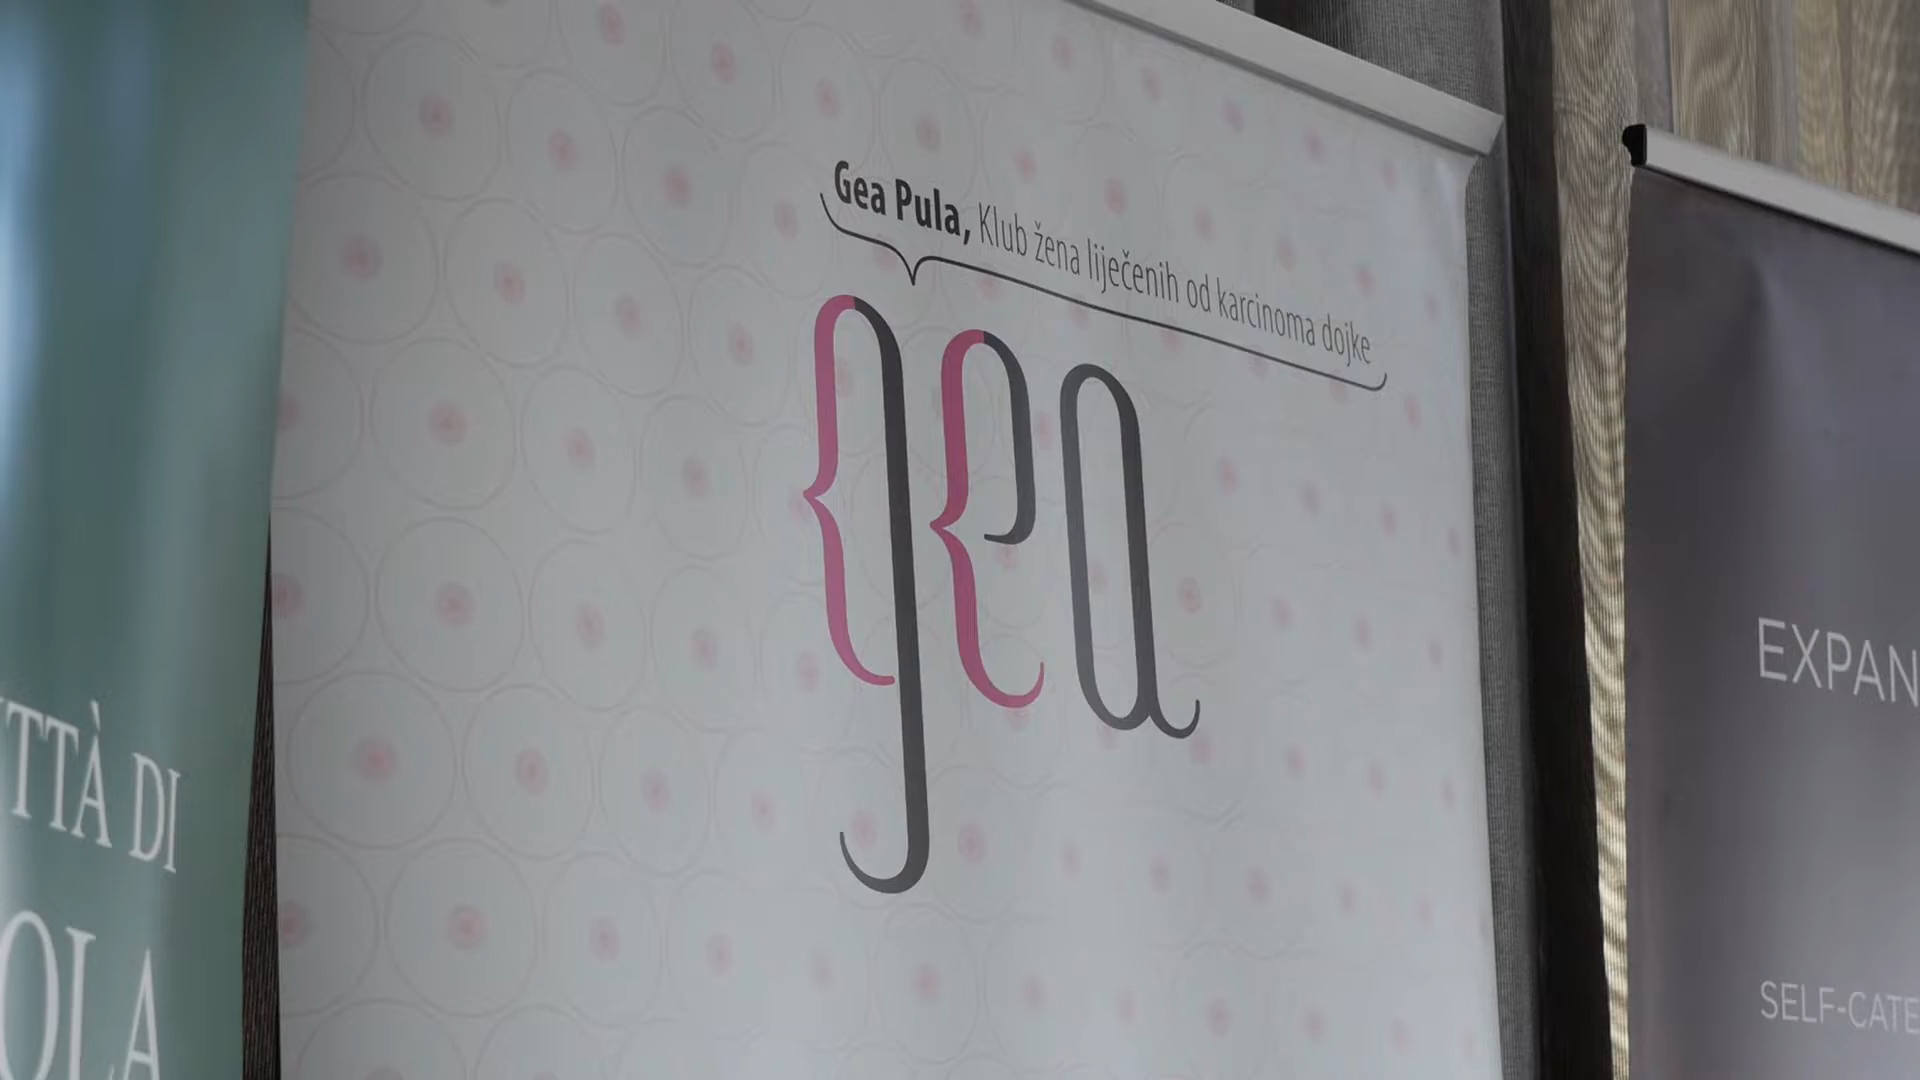 TTÀ DI
OLA
Gea Pula, Klub žena liječenih od karcinoma dojke
gea
EXPAN
SELF-CATE